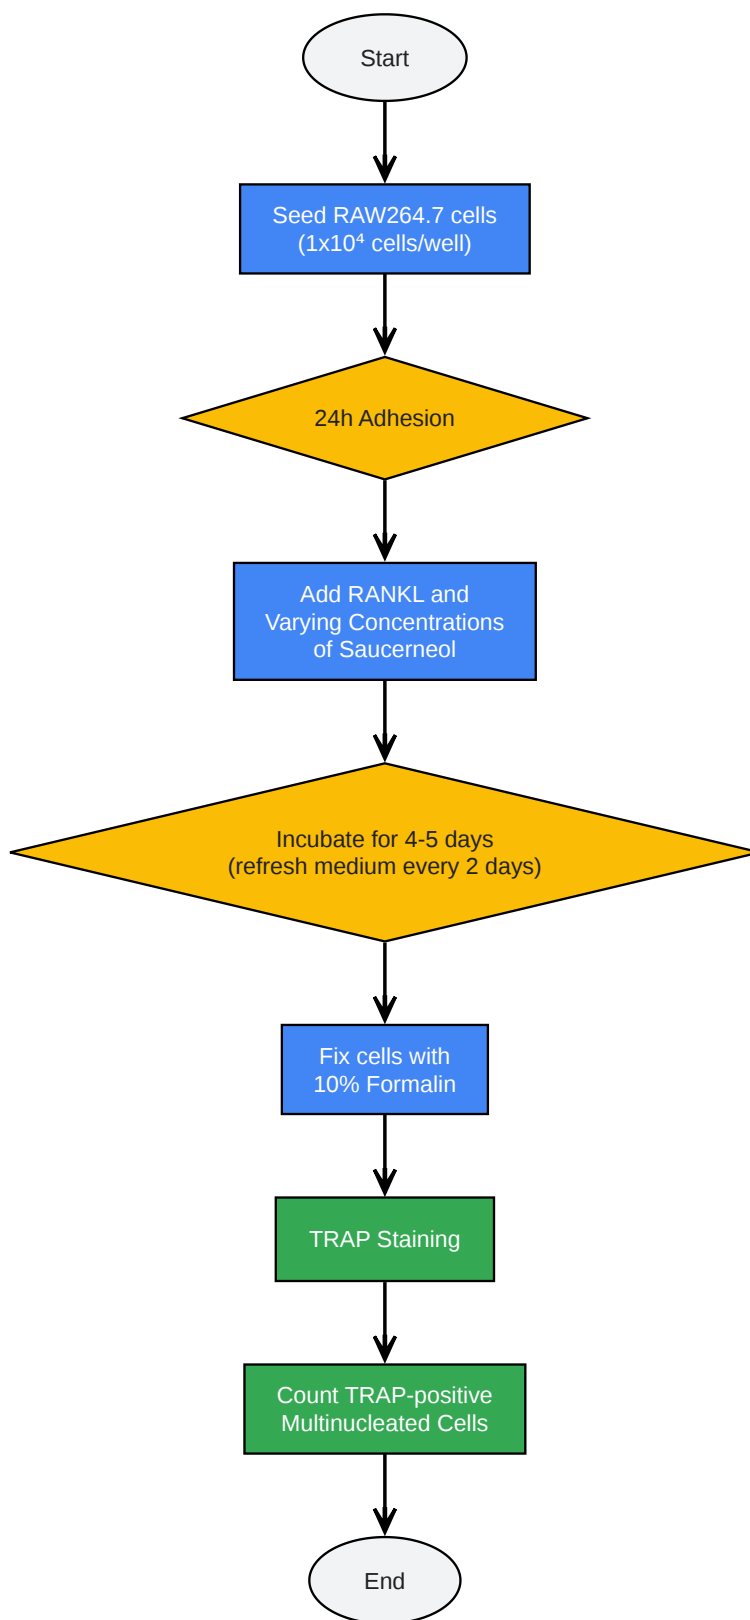 Start
Seed RAW264.7 cells
(1x10⁴ cells/well)
24h Adhesion
Add RANKL and
Varying Concentrations
of Saucerneol
Incubate for 4-5 days
(refresh medium every 2 days)
Fix cells with
10% Formalin
TRAP Staining
Count TRAP-positive
Multinucleated Cells
End